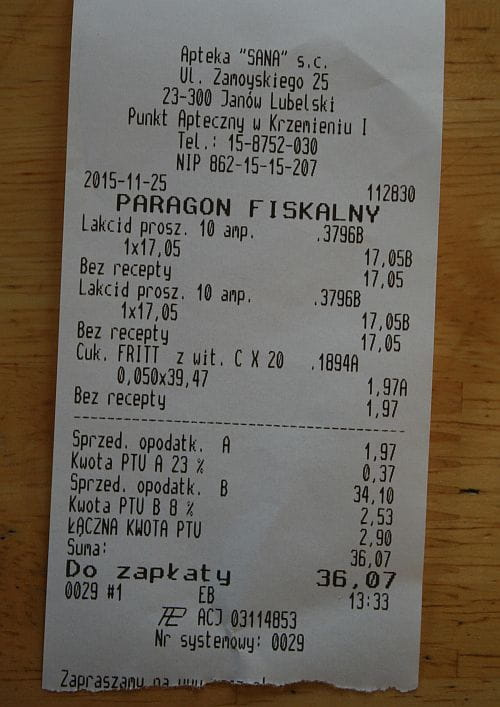 Apteka "SANA" s.c.
Ul. Zamoyskiego 25
23-300 Janów Lubelski
Punkt Apteczny w Krzemieniu I
Tel.: 15-8752-030
NIP 862-15-15-207
2015-11-25 112830
PARAGON FISKALNY
Lakcid prosz. 10 amp. .3796B
1x17,05 17,05B
Bez recepty 17,05
Lakcid prosz. 10 amp. .3796B
1x17,05 17,05B
Bez recepty 17,05
Cuk. FRITT z wit. C X 20 .1894A
0,050x39,47 1,97A
Bez recepty 1,97
Sprzed. opodatk. A 1,97
Kwota PTU A 23 % 0,37
Sprzed. opodatk. B 34,10
Kwota PTU B 8 % 2,53
ŁĄCZNA KWOTA PTU 2,90
Suma: 36,07
Do zapłaty 36,07
0029 #1 EB 13:33
ACJ 03114853
Nr systemowy: 0029
Zapraszamy na